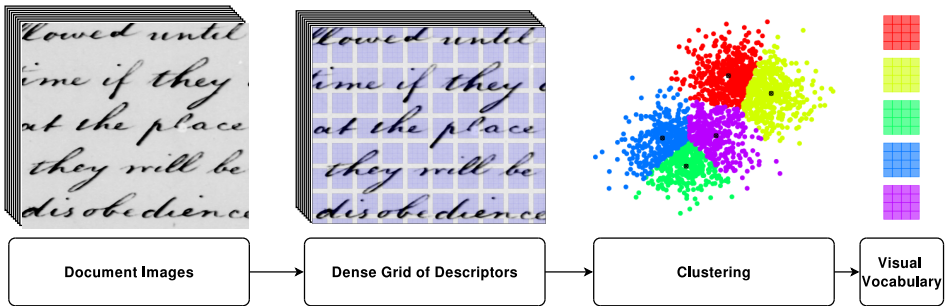 llowed until
time if they
at the place
they will be
disobedience
llowed until
time if they
at the place
they will be
disobedience
Document Images
Dense Grid of Descriptors
Clustering
Visual
Vocabulary